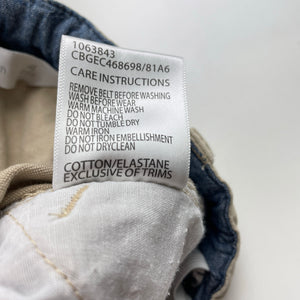 1063843
CBGEC468698/81A6
CARE INSTRUCTIONS
REMOVE BELT BEFORE WASHING
WASH BEFORE WEAR
WARM MACHINE WASH
DO NOT BLEACH
DO NOT TUMBLE DRY
WARM IRON
DO NOT IRON EMBELLISHMENT
DO NOT DRYCLEAN
COTTON/ELASTANE
EXCLUSIVE OF TRIMS